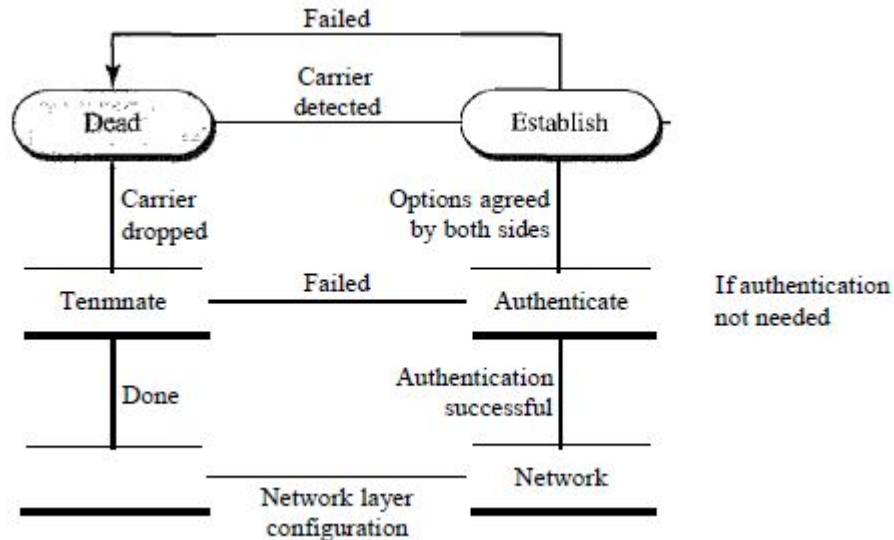 Failed
Carrier
detected
Dead
Establish
Carrier
dropped
Options agreed
by both sides
Failed
Tenmnate
Authenticate
If authentication
not needed
Done
Authentication
successful
Network
Network layer
configuration